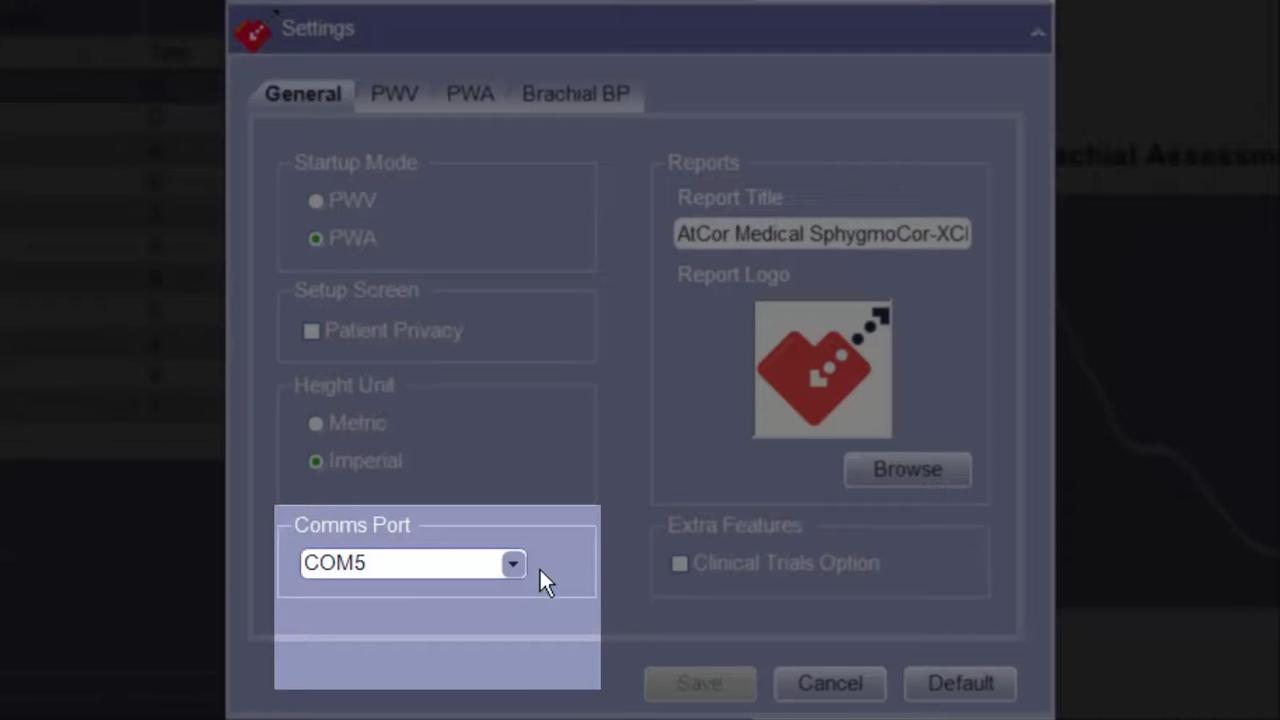 Settings
General PWV PWA Brachial BP
Startup Mode
PWV
PWA
Setup Screen
Patient Privacy
Height Unit
Metric
Imperial
Comms Port
COM5
Reports
Report Title
AtCor Medical SphygmoCor-XCE
Report Logo
Browse
Extra Features
Clinical Trials Option
Save Cancel Default